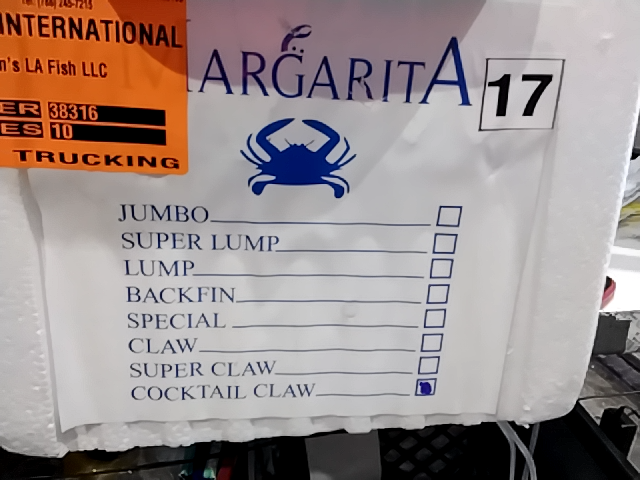 INTERNATIONAL
n's LA Fish LLC
ER 38316
ES 10
TRUCKING
MARGARITA
17
JUMBO
SUPER LUMP
LUMP
BACKFIN
SPECIAL
CLAW
SUPER CLAW
COCKTAIL CLAW